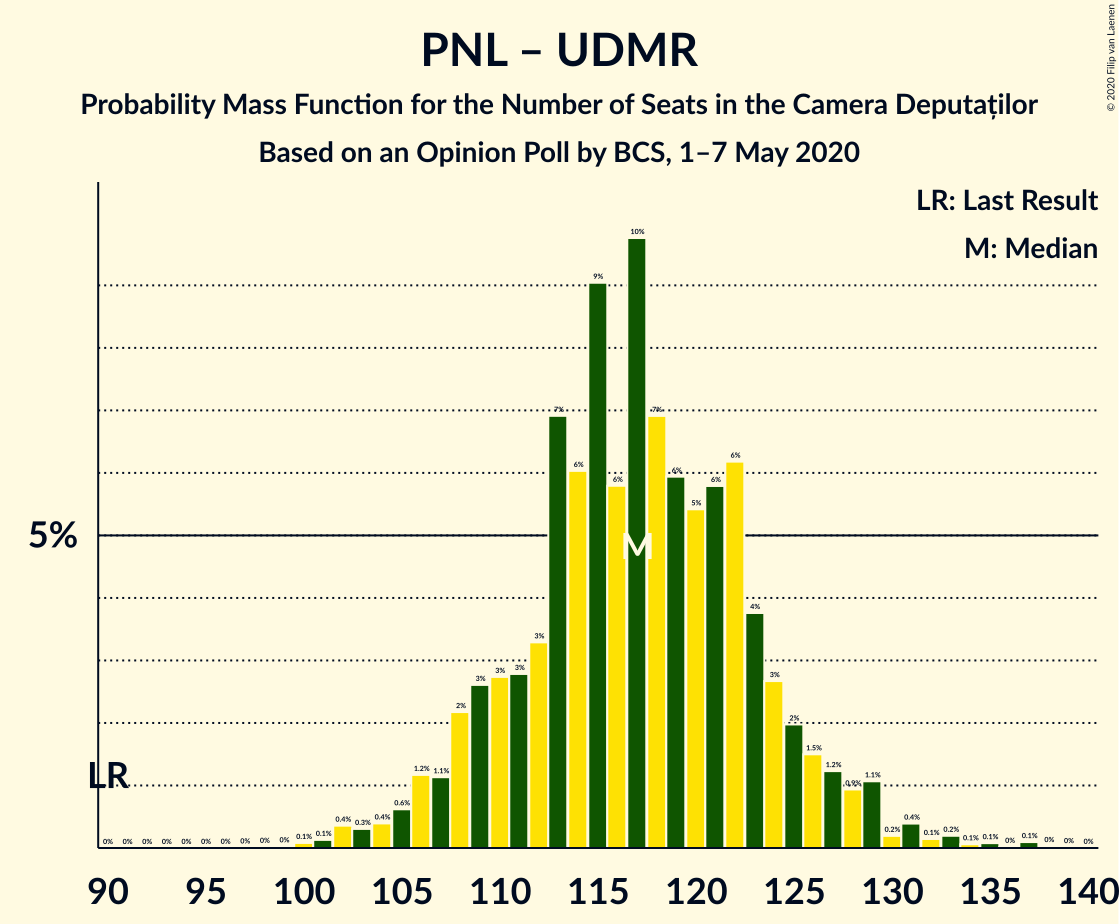 PNL – UDMR
Probability Mass Function for the Number of Seats in the Camera Deputaților
Based on an Opinion Poll by BCS, 1–7 May 2020
© 2020 Filip van Laenen
LR: Last Result
M: Median
5%
LR
M
0% 0% 0% 0% 0% 0% 0% 0% 0% 0% 0.1% 0.1% 0.4% 0.3% 0.4% 0.6% 1.2% 1.1% 2% 3% 3% 3% 3% 7% 6% 9% 6% 10% 7% 6% 5% 6% 6% 4% 3% 2% 1.5% 1.2% 0.9% 1.1% 0.2% 0.4% 0.1% 0.2% 0.1% 0.1% 0% 0.1% 0% 0% 0%
90 95 100 105 110 115 120 125 130 135 140